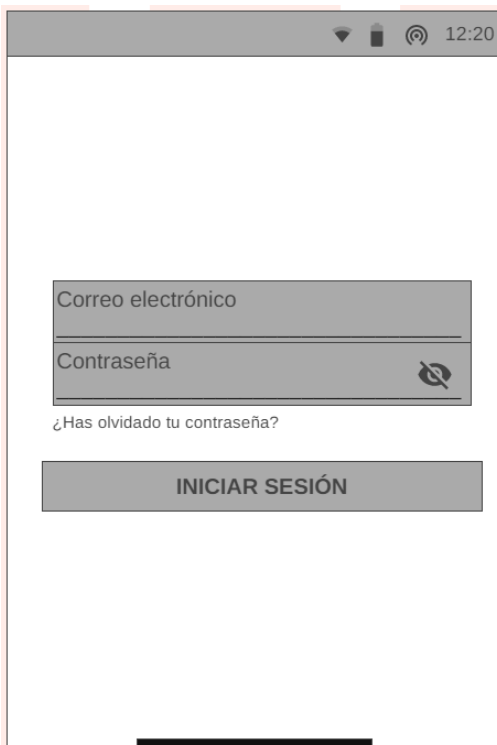 12:20
Correo electrónico
Contraseña
¿Has olvidado tu contraseña?
INICIAR SESIÓN